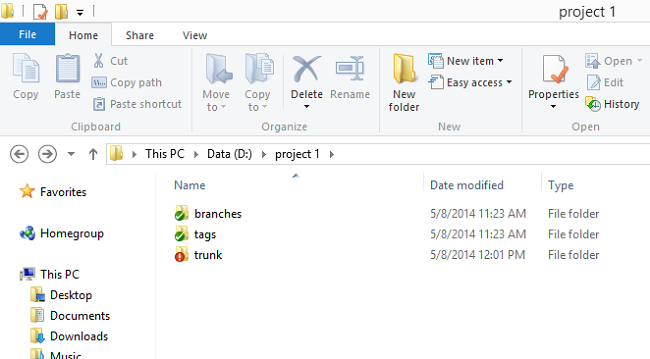 project 1
File Home Share View
Copy Paste Cut Copy path Paste shortcut Move to Copy to Delete Rename New folder New item Easy access Properties Open Edit History
Clipboard Organize New Open
This PC Data (D:) project 1
Name Date modified Type
Favorites
branches 5/8/2014 11:23 AM File folder
Homegroup
tags 5/8/2014 11:23 AM File folder
trunk 5/8/2014 12:01 PM File folder
This PC
Desktop
Documents
Downloads
Music